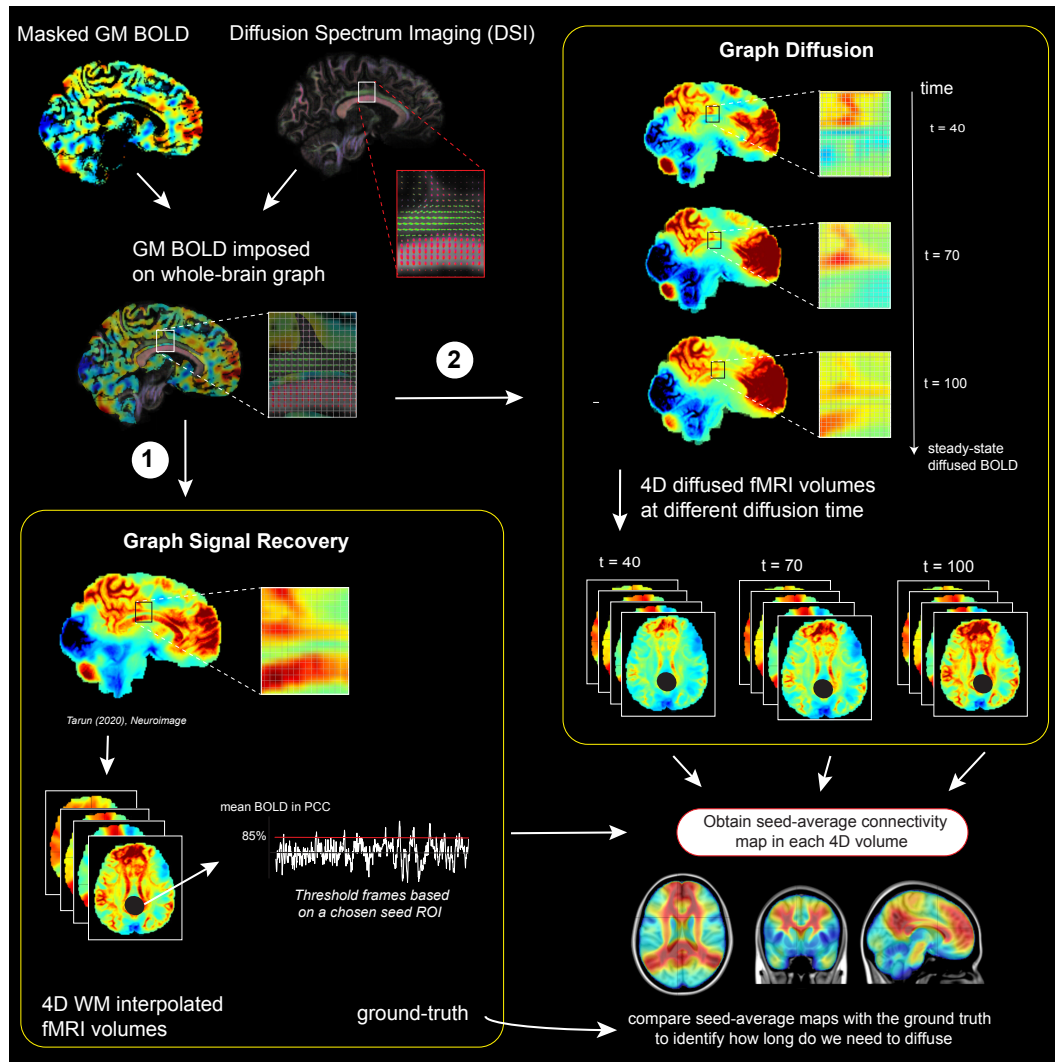 Masked GM BOLD
Diffusion Spectrum Imaging (DSI)
GM BOLD imposed
on whole-brain graph
1
2
Graph Signal Recovery
Tarun (2020), Neuroimage
mean BOLD in PCC
85%
Threshold frames based
on a chosen seed ROI
4D WM interpolated
fMRI volumes
ground-truth
Graph Diffusion
time
t = 40
t = 70
t = 100
steady-state
diffused BOLD
4D diffused fMRI volumes
at different diffusion time
t = 40
t = 70
t = 100
Obtain seed-average connectivity
map in each 4D volume
compare seed-average maps with the ground truth
to identify how long do we need to diffuse